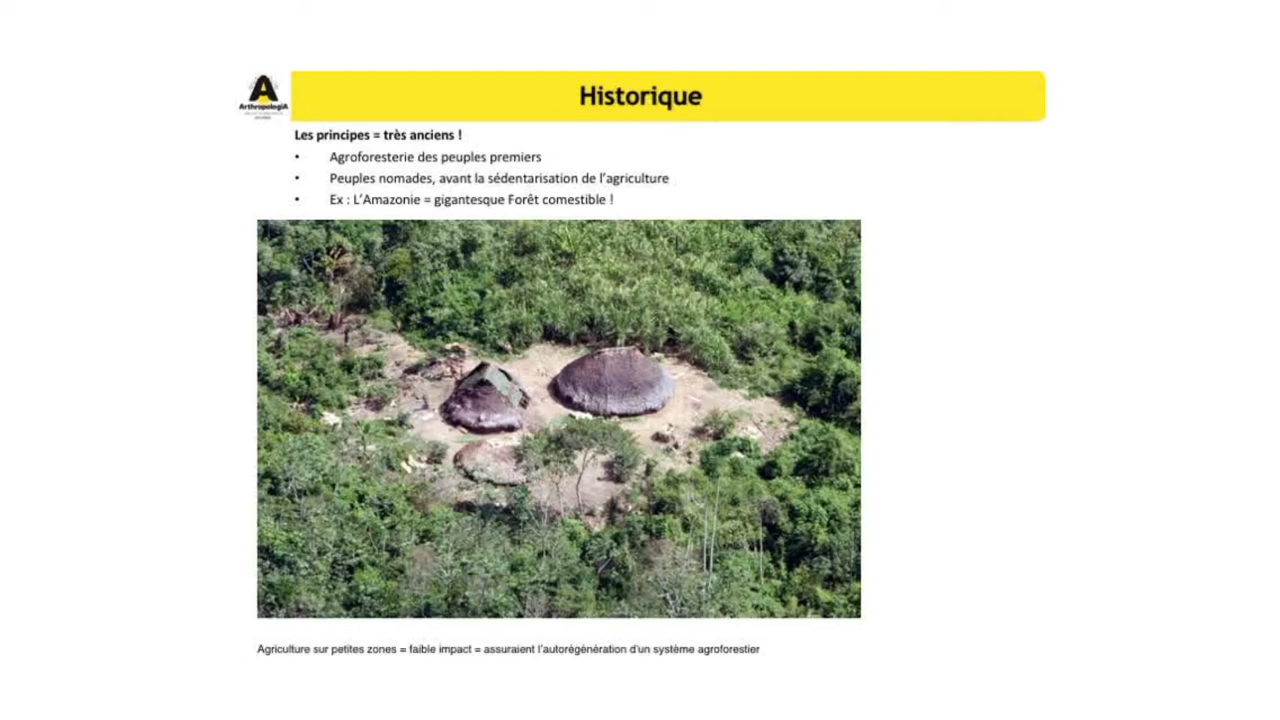 Historique
ArthropologiA
Les principes = très anciens !
• Agroforesterie des peuples premiers
• Peuples nomades, avant la sédentarisation de l'agriculture
• Ex : L'Amazonie = gigantesque Forêt comestible !
Agriculture sur petites zones = faible impact = assuraient l'autorégénération d'un système agroforestier